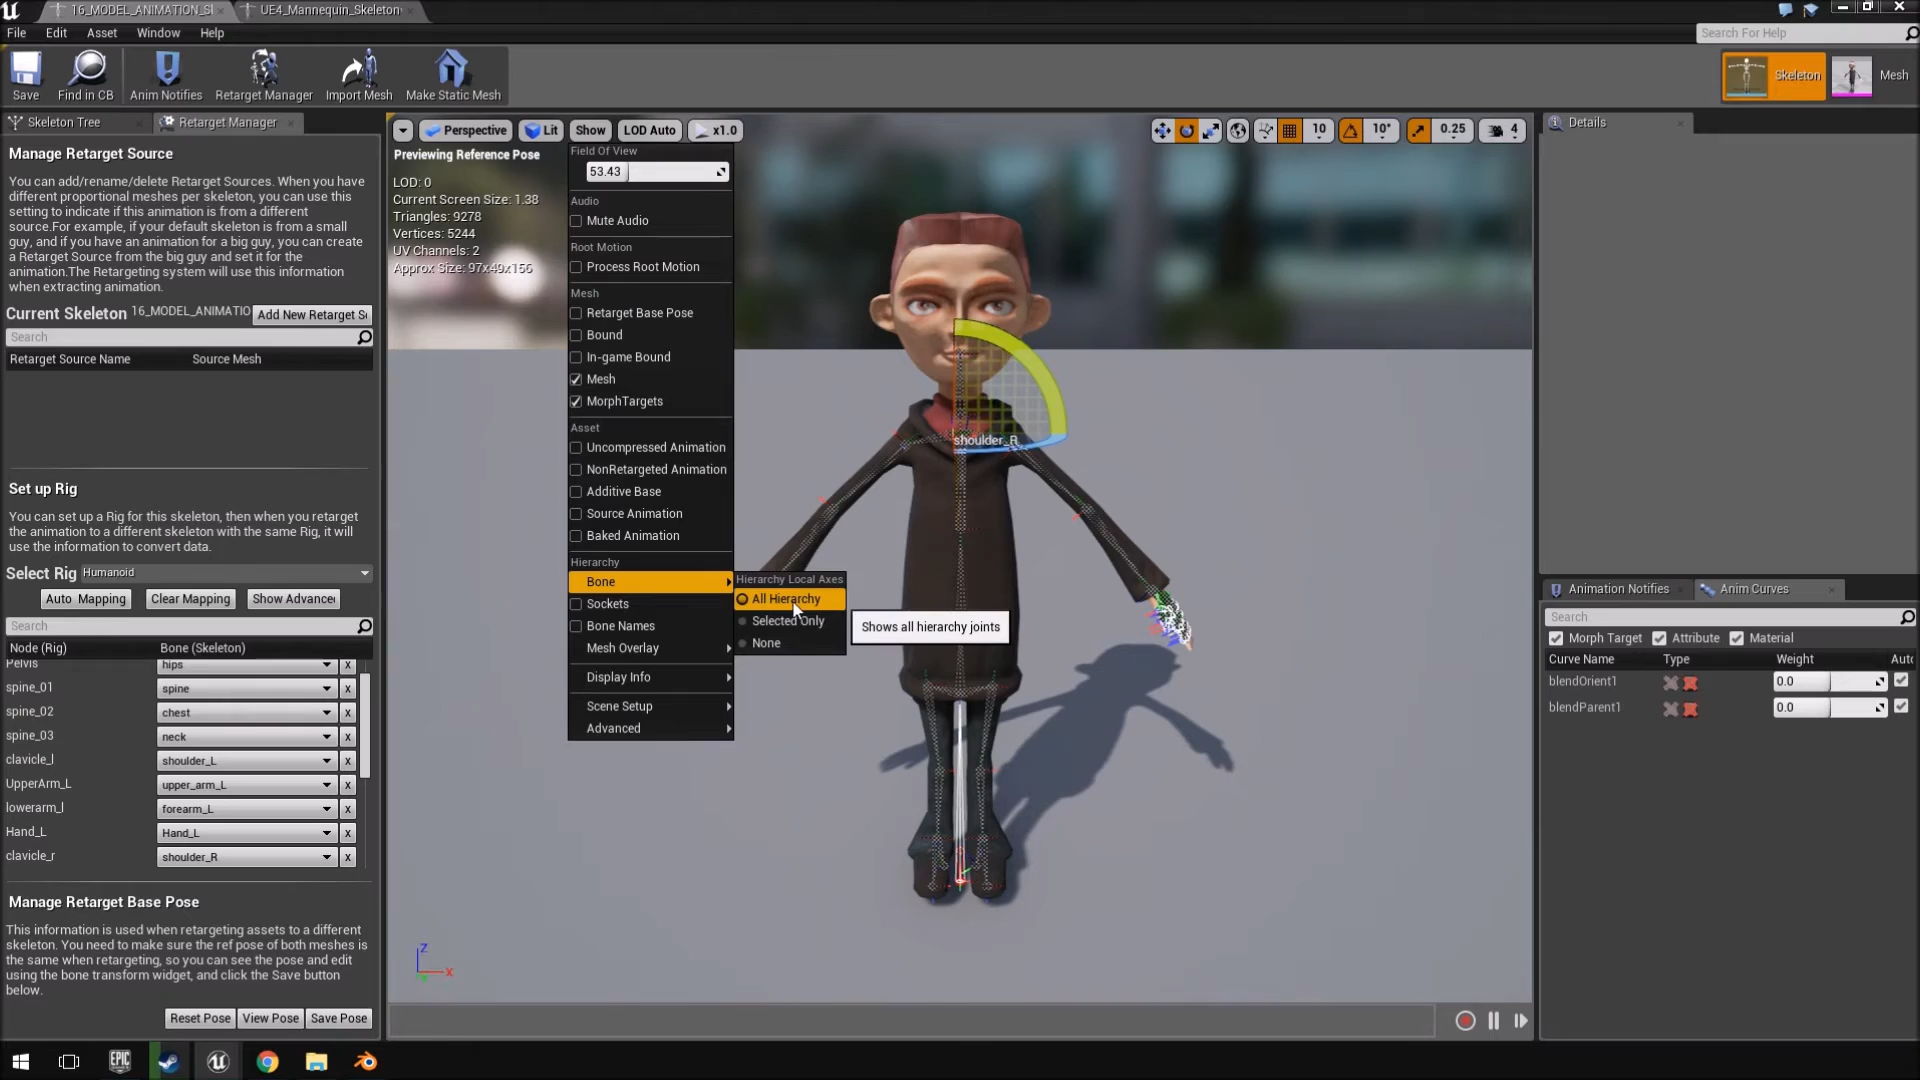 16_MODEL_ANIMATION_S
UE4_Mannequin_Skeleton
File
Edit
Asset
Window
Help
Search For Help
Save
Find in CB
Anim Notifies
Retarget Manager
Import Mesh
Make Static Mesh
Skeleton
Mesh
Skeleton Tree
Retarget Manager
Manage Retarget Source
You can add/rename/delete Retarget Sources. When you have
different proportional meshes per skeleton, you can use this
setting to indicate if this animation is from a different
source.For example, if your default skeleton is from a small
guy, and if you have an animation for a big guy, you can create
a Retarget Source from the big guy and set it for the
animation.The Retargeting system will use this information
when extracting animation.
Current Skeleton 16_MODEL_ANIMATIO
Add New Retarget S
Search
Retarget Source Name
Source Mesh
Set up Rig
You can set up a Rig for this skeleton, then when you retarget
the animation to a different skeleton with the same Rig, it will
use the information to convert data.
Select Rig Humanoid
Auto Mapping
Clear Mapping
Show Advanced
Search
Node (Rig)
Bone (Skeleton)
Pelvis
hips
x
spine_01
spine
x
spine_02
chest
x
spine_03
neck
x
clavicle_l
shoulder_L
x
UpperArm_L
upper_arm_L
x
lowerarm_l
forearm_L
x
Hand_L
Hand_L
x
clavicle_r
shoulder_R
x
Manage Retarget Base Pose
This information is used when retargeting assets to a different
skeleton. You need to make sure the ref pose of both meshes is
the same when retargeting, so you can see the pose and edit
using the bone transform widget, and click the Save button
below.
Reset Pose
View Pose
Save Pose
Perspective
Lit
Show
LOD Auto
x1.0
10
10°
0.25
4
Previewing Reference Pose
LOD: 0
Current Screen Size: 1.38
Triangles: 9278
Vertices: 5244
UV Channels: 2
Approx Size: 97x49x156
Field Of View
53.43
Audio
Mute Audio
Root Motion
Process Root Motion
Mesh
Retarget Base Pose
Bound
In-game Bound
Mesh
MorphTargets
Asset
Uncompressed Animation
NonRetargeted Animation
Additive Base
Source Animation
Baked Animation
Hierarchy
Bone
Sockets
Bone Names
Mesh Overlay
Display Info
Scene Setup
Advanced
Hierarchy Local Axes
All Hierarchy
Selected Only
None
Shows all hierarchy joints
shoulder_R
Z
X
Details
Animation Notifies
Anim Curves
Search
Morph Target
Attribute
Material
Curve Name
Type
Weight
Auto
blendOrient1
0.0
blendParent1
0.0
EPIC
GAMES